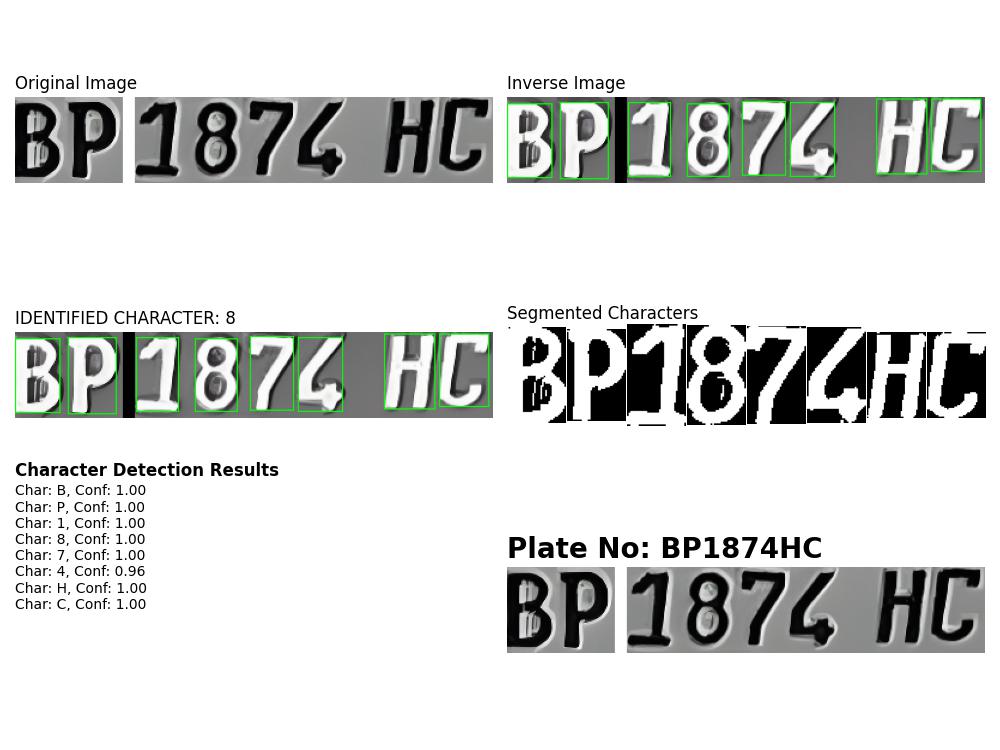 Original Image
BP 1874 HC
Inverse Image
BP 1874 HC
IDENTIFIED CHARACTER: 8
BP 1874 HC
Segmented Characters
BP1874HC
Character Detection Results
Char: B, Conf: 1.00
Char: P, Conf: 1.00
Char: 1, Conf: 1.00
Char: 8, Conf: 1.00
Char: 7, Conf: 1.00
Char: 4, Conf: 0.96
Char: H, Conf: 1.00
Char: C, Conf: 1.00
Plate No: BP1874HC
BP 1874 HC